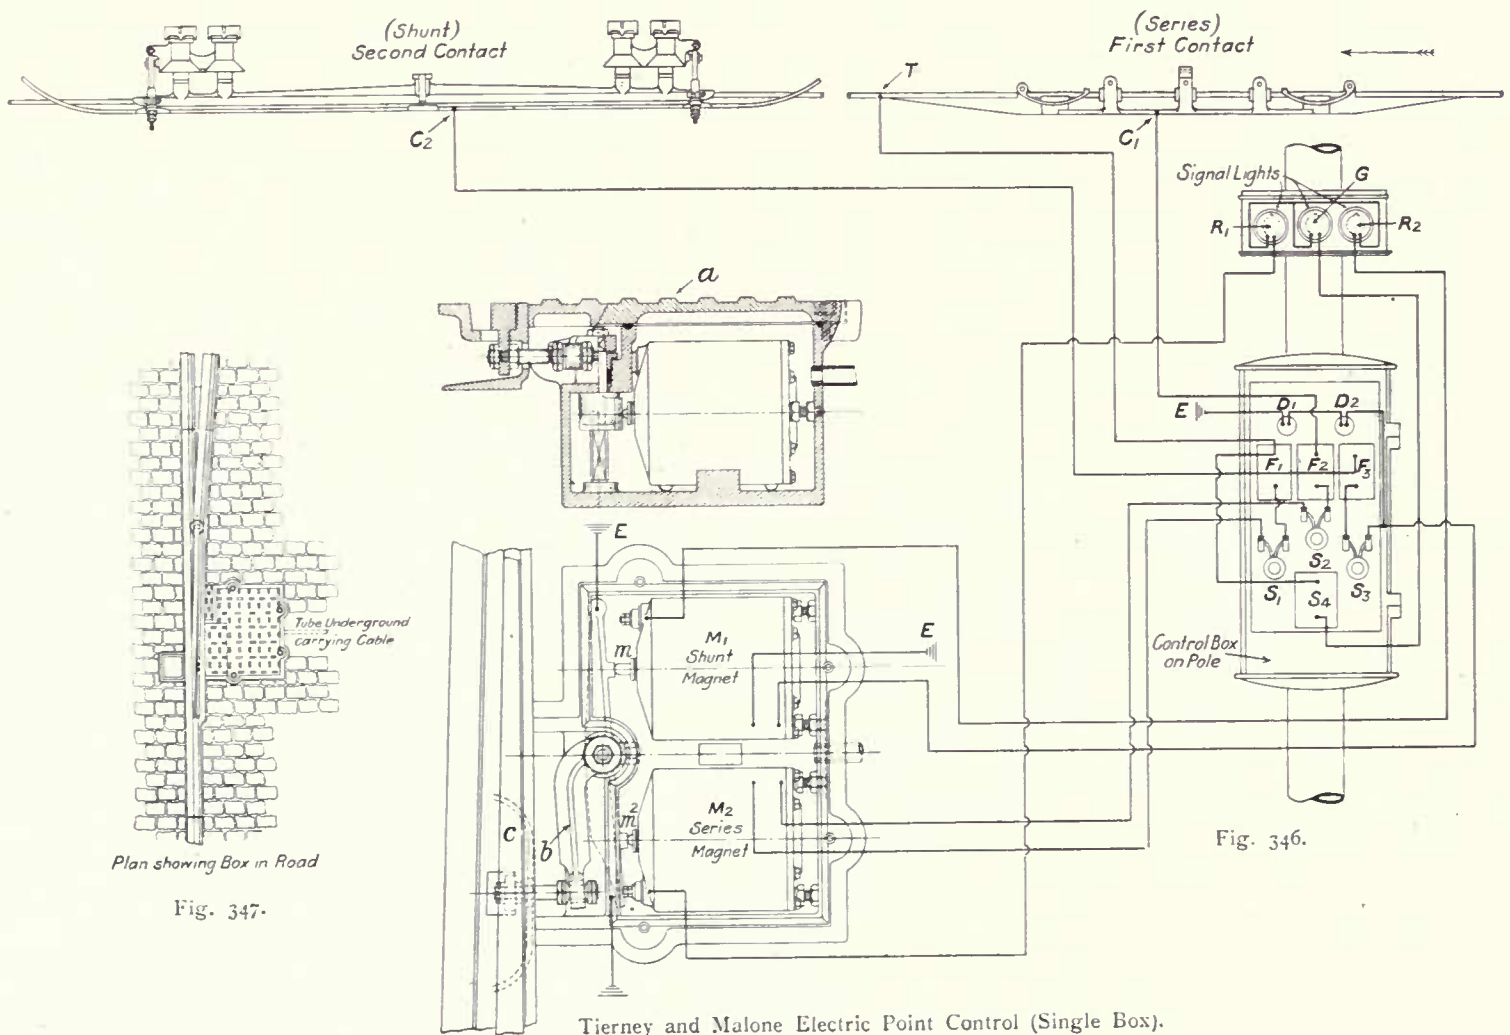 (Shunt)
Second Contact
(Series)
First Contact
T
C2
C1
Signal Lights
G
R1
R2
a
E
D1
D2
F1
F2
F3
S1
S2
S3
S4
Control Box
on Pole
Fig. 346.
Tube Underground
carrying Cable
Plan showing Box in Road
Fig. 347.
E
M1
Shunt
Magnet
m
E
M2
Series
Magnet
m2
b
c
Tierney and Malone Electric Point Control (Single Box).